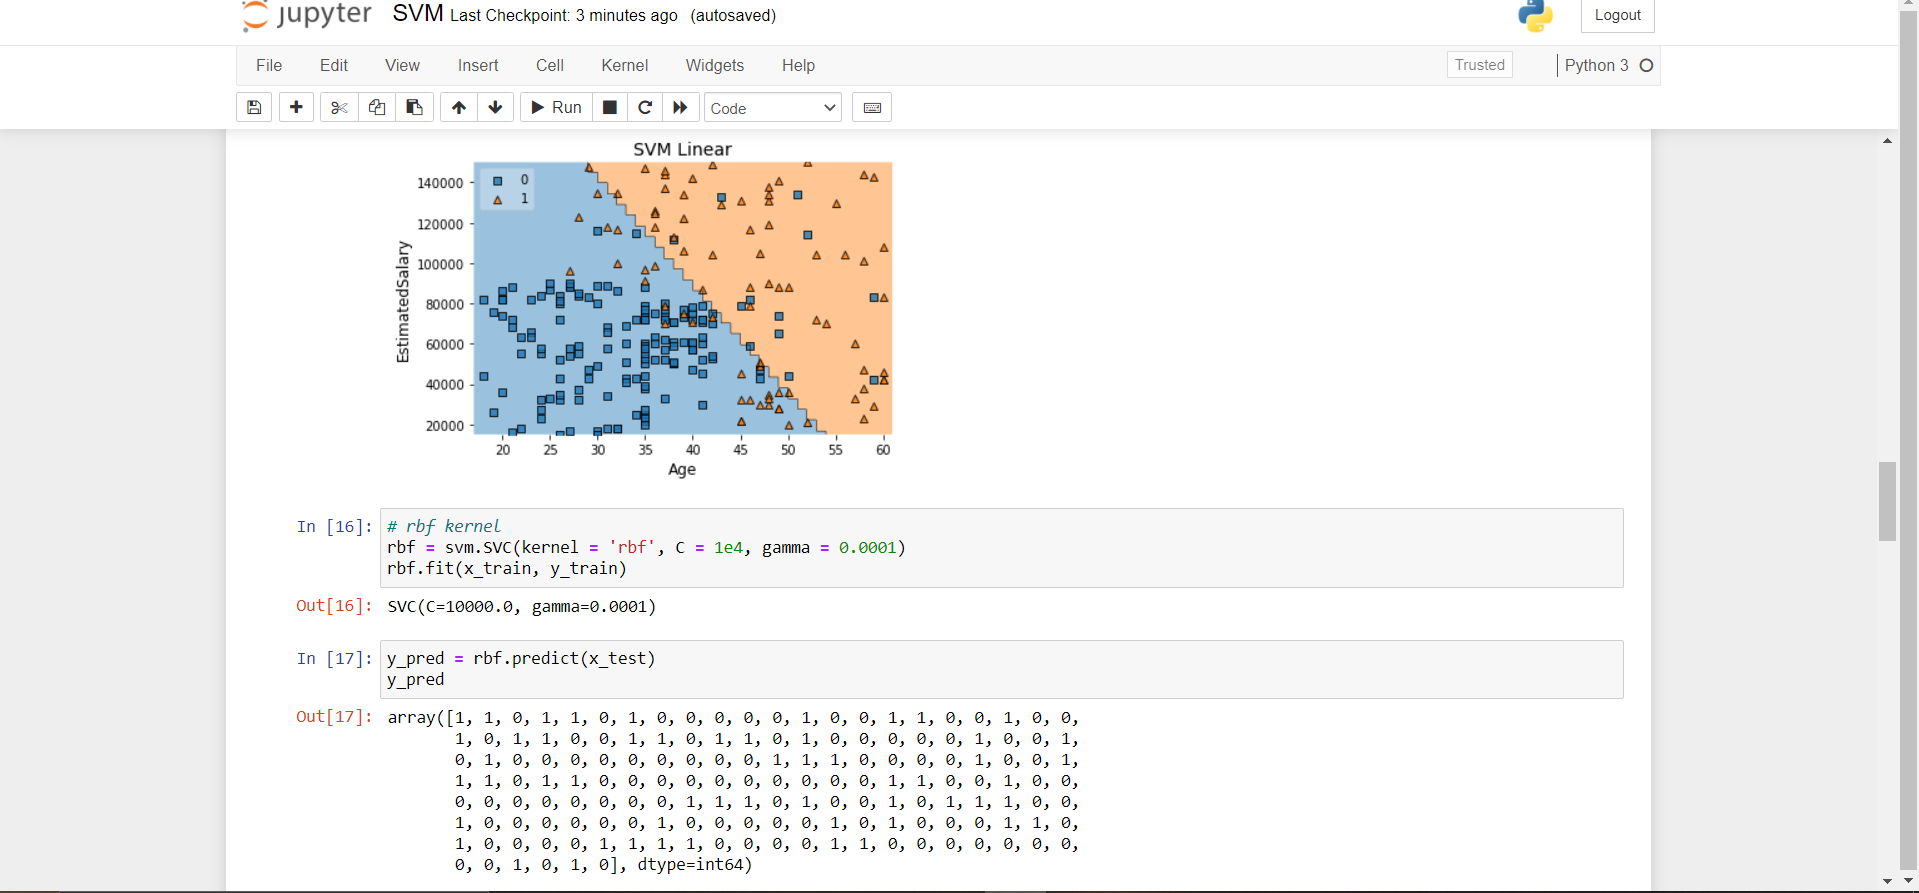 jupyter SVM Last Checkpoint: 3 minutes ago (autosaved) Logout
File Edit View Insert Cell Kernel Widgets Help Trusted Python 3
Run Code
SVM Linear
0
1
140000
120000
100000
80000
60000
40000
20000
EstimatedSalary
20 25 30 35 40 45 50 55 60
Age
In [16]: # rbf kernel
rbf = svm.SVC(kernel = 'rbf', C = 1e4, gamma = 0.0001)
rbf.fit(x_train, y_train)
Out[16]: SVC(C=10000.0, gamma=0.0001)
In [17]: y_pred = rbf.predict(x_test)
y_pred
Out[17]: array([1, 1, 0, 1, 1, 0, 1, 0, 0, 0, 0, 0, 1, 0, 0, 1, 1, 0, 0, 1, 0, 0,
1, 0, 1, 1, 0, 0, 1, 1, 0, 1, 1, 0, 1, 0, 0, 0, 0, 0, 1, 0, 0, 1,
0, 1, 0, 0, 0, 0, 0, 0, 0, 0, 0, 1, 1, 1, 0, 0, 0, 0, 1, 0, 0, 1,
1, 1, 0, 1, 1, 0, 0, 0, 0, 0, 0, 0, 0, 0, 0, 1, 1, 0, 0, 1, 0, 0,
0, 0, 0, 0, 0, 0, 0, 0, 1, 1, 1, 0, 1, 0, 0, 1, 0, 1, 1, 1, 0, 0,
1, 0, 0, 0, 0, 0, 0, 1, 0, 0, 0, 0, 0, 1, 0, 1, 0, 0, 0, 1, 1, 0,
1, 0, 0, 0, 0, 1, 1, 1, 1, 0, 0, 0, 0, 1, 1, 0, 0, 0, 0, 0, 0, 0,
0, 0, 1, 0, 1, 0], dtype=int64)